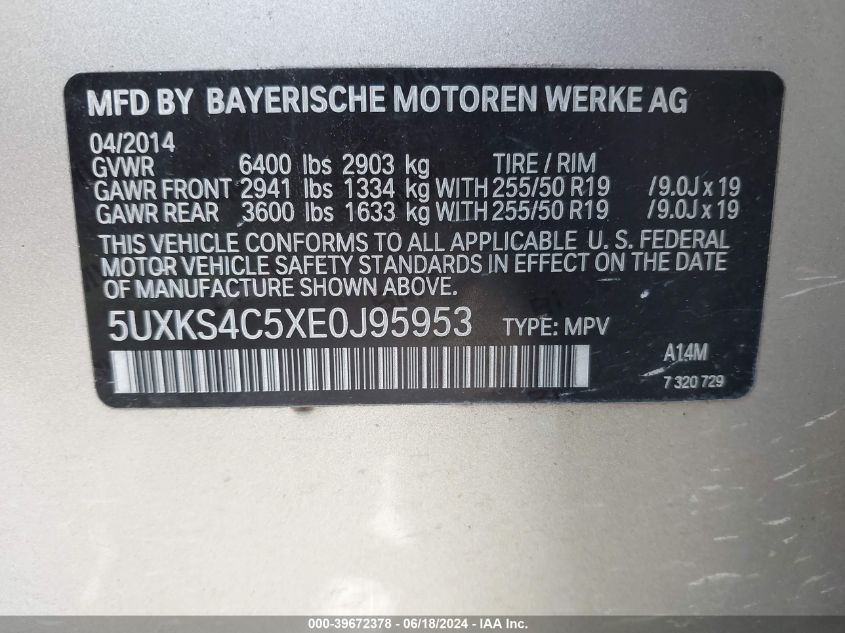 MFD BY BAYERISCHE MOTOREN WERKE AG
04/2014
GVWR 6400 lbs 2903 kg TIRE / RIM
GAWR FRONT 2941 lbs 1334 kg WITH 255/50 R19 /9.0J x 19
GAWR REAR 3600 lbs 1633 kg WITH 255/50 R19 /9.0J x 19
THIS VEHICLE CONFORMS TO ALL APPLICABLE U. S. FEDERAL
MOTOR VEHICLE SAFETY STANDARDS IN EFFECT ON THE DATE
OF MANUFACTURE SHOWN ABOVE.
5UXKS4C5XE0J95953 TYPE: MPV
A14M
7 320 729
000-39672378 - 06/18/2024 - IAA Inc.